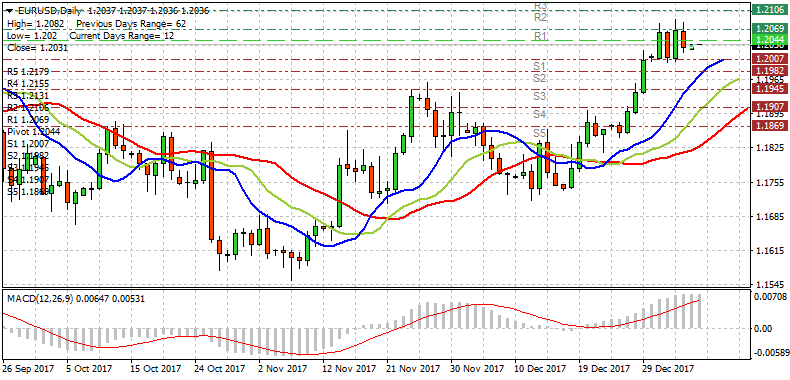 EURUSD,Daily 1.2037 1.2037 1.2036 1.2036
High= 1.2082 Previous Days Range= 62
Low= 1.202 Current Days Range= 12
Close= 1.2031
R5 1.2179
R4 1.2155
R3 1.2131
R2 1.2106
R1 1.2069
Pivot 1.2044
S1 1.2007
S2 1.1982
S3 1.1945
S4 1.1907
S5 1.1869
R3
R2
R1
S1
S2
S3
S4
S5
1.2106
1.2069
1.2044
1.2007
1.1982
1.1955
1.1945
1.1907
1.1895
1.1869
1.1825
1.1755
1.1685
1.1615
1.1545
MACD(12,26,9) 0.00647 0.00531
0.00708
0.00
-0.00589
26 Sep 2017 5 Oct 2017 15 Oct 2017 24 Oct 2017 2 Nov 2017 12 Nov 2017 21 Nov 2017 30 Nov 2017 10 Dec 2017 19 Dec 2017 29 Dec 2017